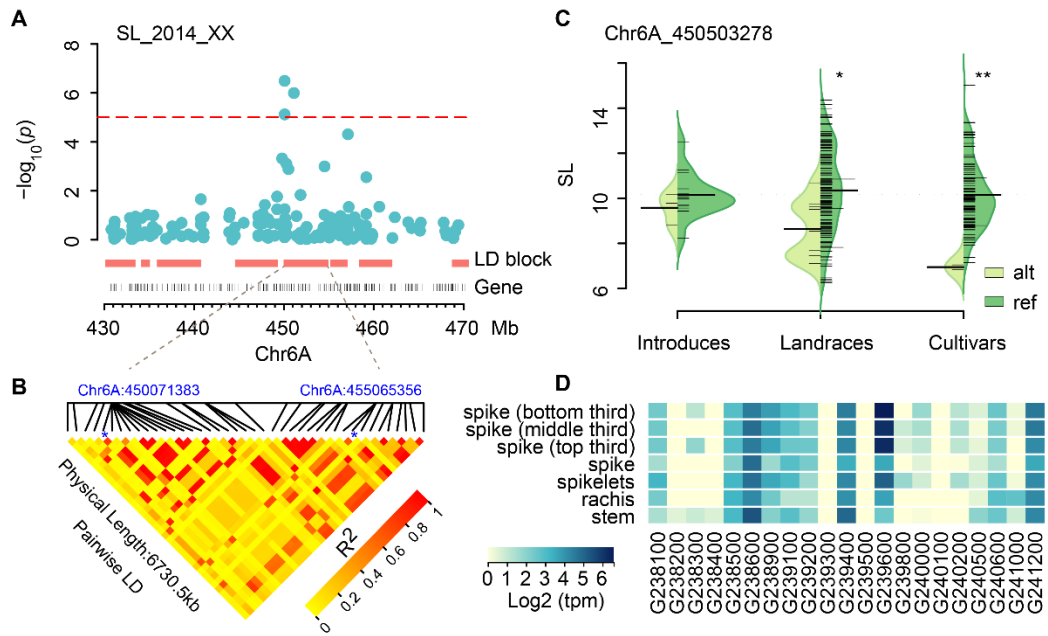 A
SL_2014_XX
−log10(p)
8
6
4
2
0
LD block
Gene
430 440 450 460 470 Mb
Chr6A
B
Chr6A:450071383 Chr6A:455065356
* *
Physical Length:6730.5kb
Pairwise LD
R2
0 0.2 0.4 0.6 0.8 1
C
Chr6A_450503278
* **
SL
14
10
6
alt
ref
Introduces Landraces Cultivars
D
spike (bottom third)
spike (middle third)
spike (top third)
spike
spikelets
rachis
stem
G238100
G238200
G238300
G238400
G238500
G238600
G238900
G239100
G239200
G239300
G239400
G239500
G239600
G239800
G240000
G240100
G240200
G240500
G240600
G241000
G241200
0 1 2 3 4 5 6
Log2 (tpm)